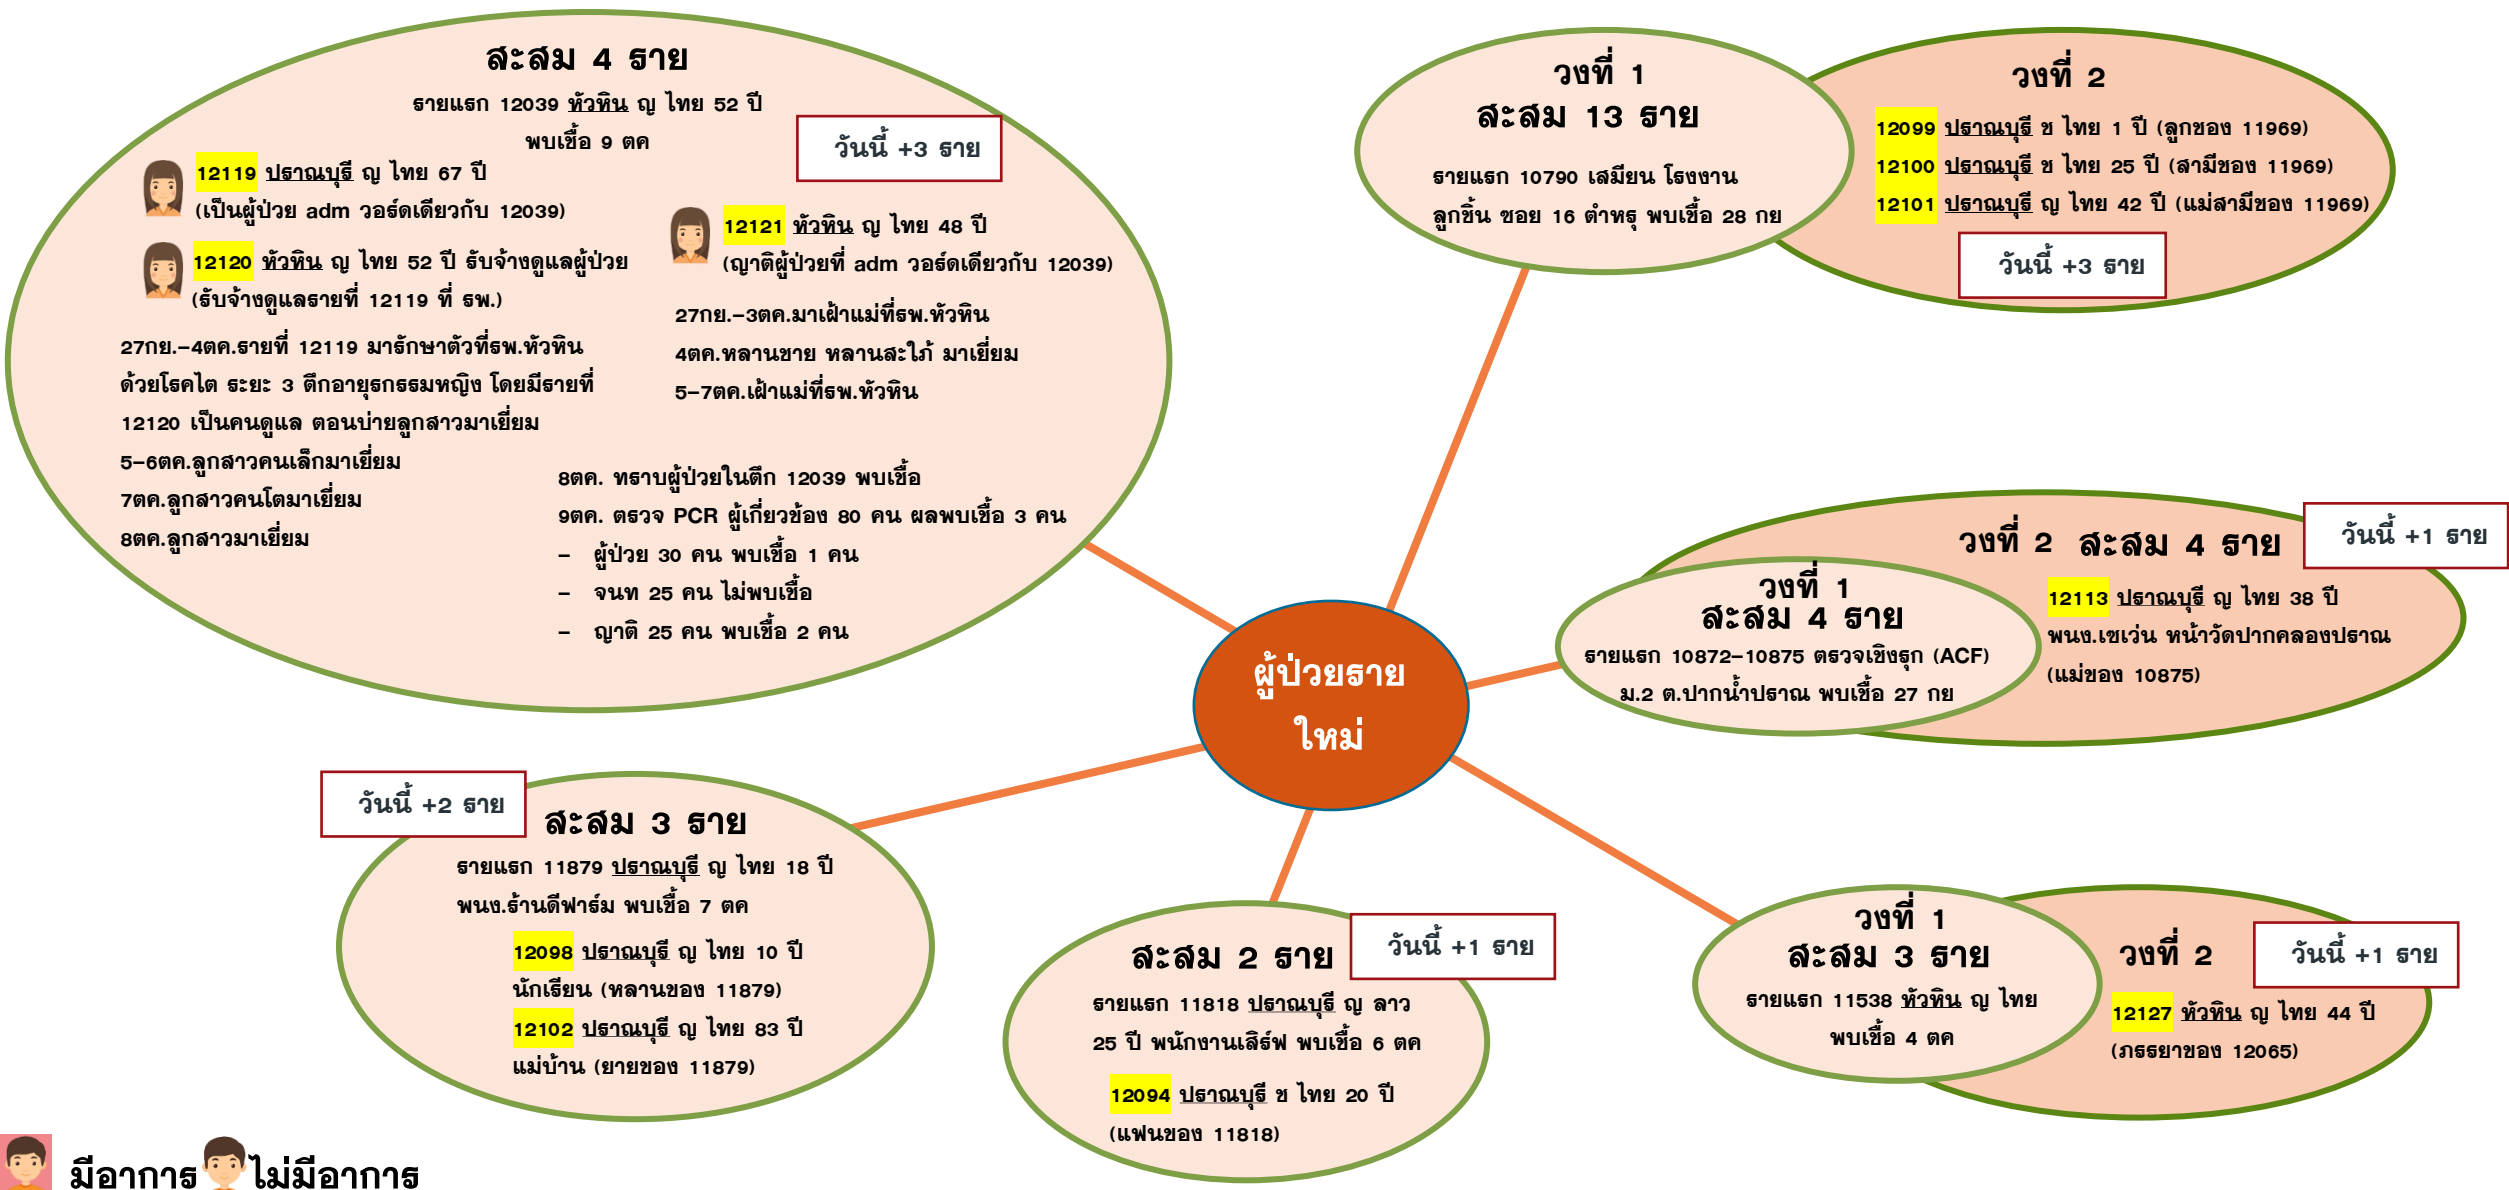 สะสม 4 ราย
รายแรก 12039 หัวหิน ญ ไทย 52 ปี
พบเชื้อ 9 ตค
วันนี้ +3 ราย
12119 ปราณบุรี ญ ไทย 67 ปี
(เป็นผู้ป่วย adm วอร์ดเดียวกับ 12039)
12120 หัวหิน ญ ไทย 52 ปี รับจ้างดูแลผู้ป่วย
(รับจ้างดูแลรายที่ 12119 ที่ รพ.)
12121 หัวหิน ญ ไทย 48 ปี
(ญาติผู้ป่วยที่ adm วอร์ดเดียวกับ 12039)
27กย.-4ตค.รายที่ 12119 มารักษาตัวที่รพ.หัวหิน
ด้วยโรคไต ระยะ 3 ตึกอายุรกรรมหญิง โดยมีรายที่
12120 เป็นคนดูแล ตอนบ่ายลูกสาวมาเยี่ยม
5-6ตค.ลูกสาวคนเล็กมาเยี่ยม
7ตค.ลูกสาวคนโตมาเยี่ยม
8ตค.ลูกสาวมาเยี่ยม
27กย.-3ตค.มาเฝ้าแม่ที่รพ.หัวหิน
4ตค.หลานชาย หลานสะใภ้ มาเยี่ยม
5-7ตค.เฝ้าแม่ที่รพ.หัวหิน
8ตค. ทราบผู้ป่วยในตึก 12039 พบเชื้อ
9ตค. ตรวจ PCR ผู้เกี่ยวข้อง 80 คน ผลพบเชื้อ 3 คน
- ผู้ป่วย 30 คน พบเชื้อ 1 คน
- จนท 25 คน ไม่พบเชื้อ
- ญาติ 25 คน พบเชื้อ 2 คน
วงที่ 1
สะสม 13 ราย
รายแรก 10790 เสมียน โรงงาน
ลูกชิ้น ซอย 16 ตำหรุ พบเชื้อ 28 กย
วงที่ 2
12099 ปราณบุรี ช ไทย 1 ปี (ลูกของ 11969)
12100 ปราณบุรี ช ไทย 25 ปี (สามีของ 11969)
12101 ปราณบุรี ญ ไทย 42 ปี (แม่สามีของ 11969)
วันนี้ +3 ราย
วงที่ 2 สะสม 4 ราย
วันนี้ +1 ราย
วงที่ 1
สะสม 4 ราย
รายแรก 10872-10875 ตรวจเชิงรุก (ACF)
ม.2 ต.ปากน้ำปราณ พบเชื้อ 27 กย
12113 ปราณบุรี ญ ไทย 38 ปี
พนง.เซเว่น หน้าวัดปากคลองปราณ
(แม่ของ 10875)
ผู้ป่วยราย
ใหม่
วันนี้ +2 ราย
สะสม 3 ราย
รายแรก 11879 ปราณบุรี ญ ไทย 18 ปี
พนง.ร้านดีฟาร์ม พบเชื้อ 7 ตค
12098 ปราณบุรี ญ ไทย 10 ปี
นักเรียน (หลานของ 11879)
12102 ปราณบุรี ญ ไทย 83 ปี
แม่บ้าน (ยายของ 11879)
สะสม 2 ราย
วันนี้ +1 ราย
รายแรก 11818 ปราณบุรี ญ ลาว
25 ปี พนักงานเสิร์ฟ พบเชื้อ 6 ตค
12094 ปราณบุรี ช ไทย 20 ปี
(แฟนของ 11818)
วงที่ 1
สะสม 3 ราย
รายแรก 11538 หัวหิน ญ ไทย
พบเชื้อ 4 ตค
วงที่ 2
วันนี้ +1 ราย
12127 หัวหิน ญ ไทย 44 ปี
(ภรรยาของ 12065)
มีอาการ ไม่มีอาการ